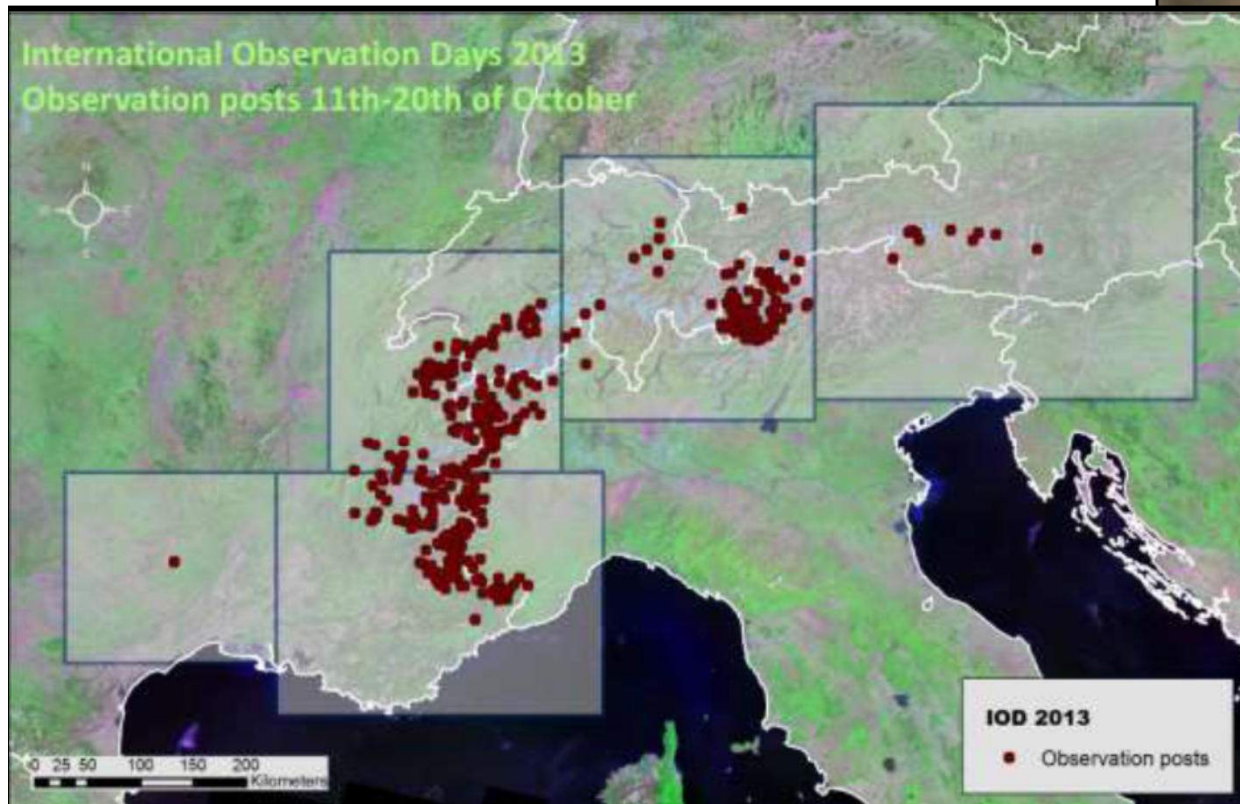 International Observation Days 2013
Observation posts 11th-20th of October
N
0 25 50 100 150 200
Kilometers
IOD 2013
Observation posts